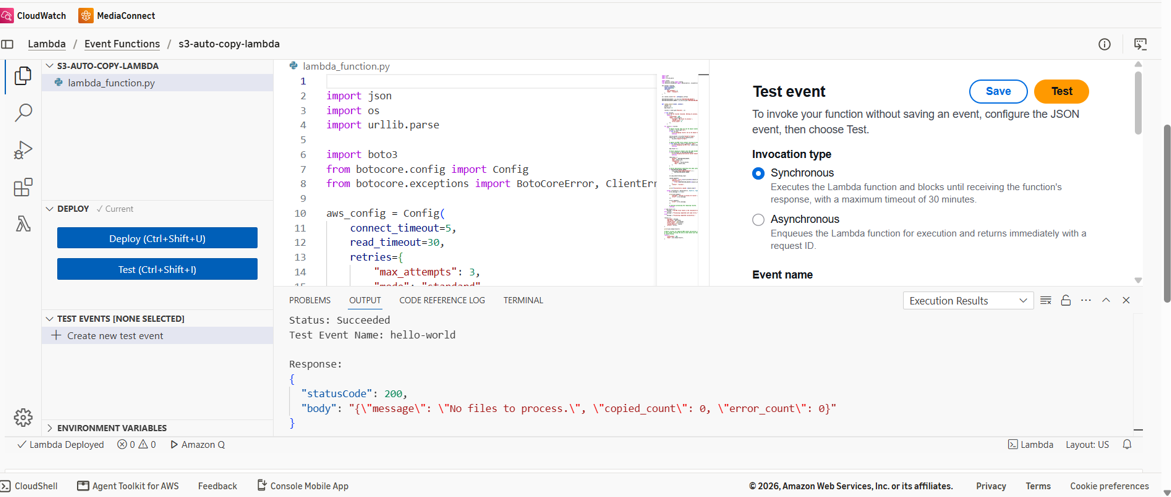 CloudWatch MediaConnect
Lambda / Event Functions / s3-auto-copy-lambda
S3-AUTO-COPY-LAMBDA
lambda_function.py
DEPLOY Current
Deploy (Ctrl+Shift+U)
Test (Ctrl+Shift+I)
TEST EVENTS [NONE SELECTED]
Create new test event
ENVIRONMENT VARIABLES
lambda_function.py
1
2 import json
3 import os
4 import urllib.parse
5
6 import boto3
7 from botocore.config import Config
8 from botocore.exceptions import BotoCoreError, ClientErr
9
10 aws_config = Config(
11 connect_timeout=5,
12 read_timeout=30,
13 retries={
14 "max_attempts": 3,
Test event
Save Test
To invoke your function without saving an event, configure the JSON
event, then choose Test.
Invocation type
Synchronous
Executes the Lambda function and blocks until receiving the function's
response, with a maximum timeout of 30 minutes.
Asynchronous
Enqueues the Lambda function for execution and returns immediately with a
request ID.
Event name
PROBLEMS OUTPUT CODE REFERENCE LOG TERMINAL Execution Results
Status: Succeeded
Test Event Name: hello-world
Response:
{
"statusCode": 200,
"body": "{\"message\": \"No files to process.\", \"copied_count\": 0, \"error_count\": 0}"
}
Lambda Deployed 0 0 Amazon Q Lambda Layout: US
CloudShell Agent Toolkit for AWS Feedback Console Mobile App © 2026, Amazon Web Services, Inc. or its affiliates. Privacy Terms Cookie preferences